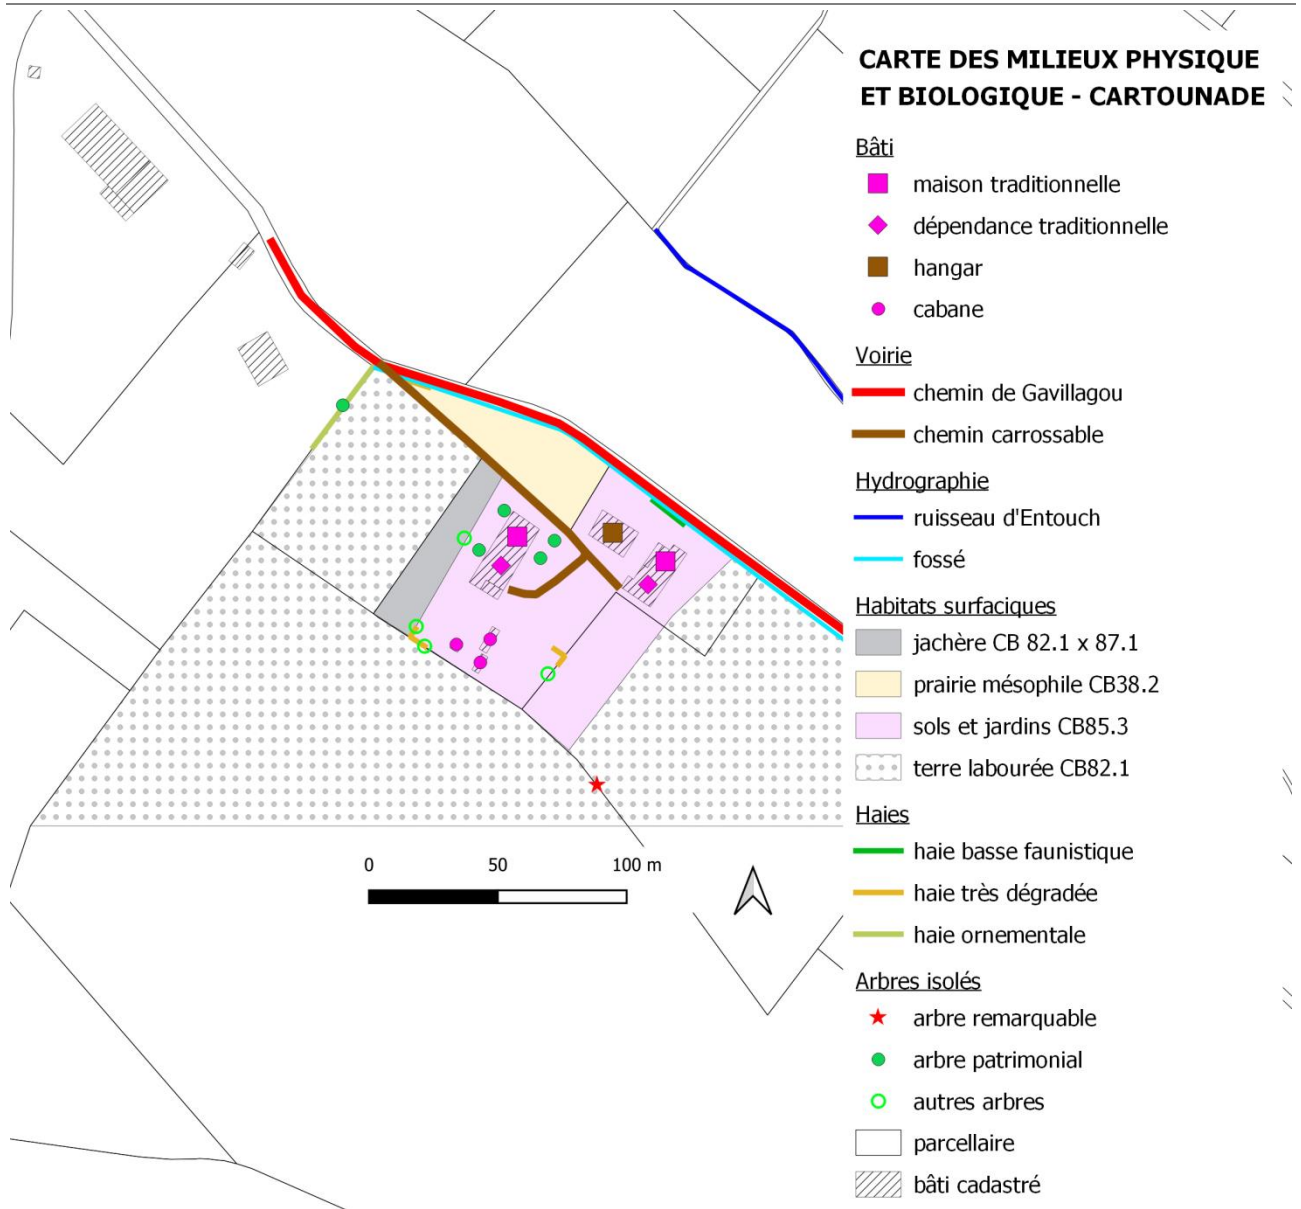 CARTE DES MILIEUX PHYSIQUE
ET BIOLOGIQUE - CARTOUNADE
Bâti
maison traditionnelle
dépendance traditionnelle
hangar
cabane
Voirie
chemin de Gavillagou
chemin carrossable
Hydrographie
ruisseau d'Entouch
fossé
Habitats surfaciques
jachère CB 82.1 x 87.1
prairie mésophile CB38.2
sols et jardins CB85.3
terre labourée CB82.1
Haies
haie basse faunistique
haie très dégradée
haie ornementale
Arbres isolés
arbre remarquable
arbre patrimonial
autres arbres
parcellaire
bâti cadastré
0 50 100 m